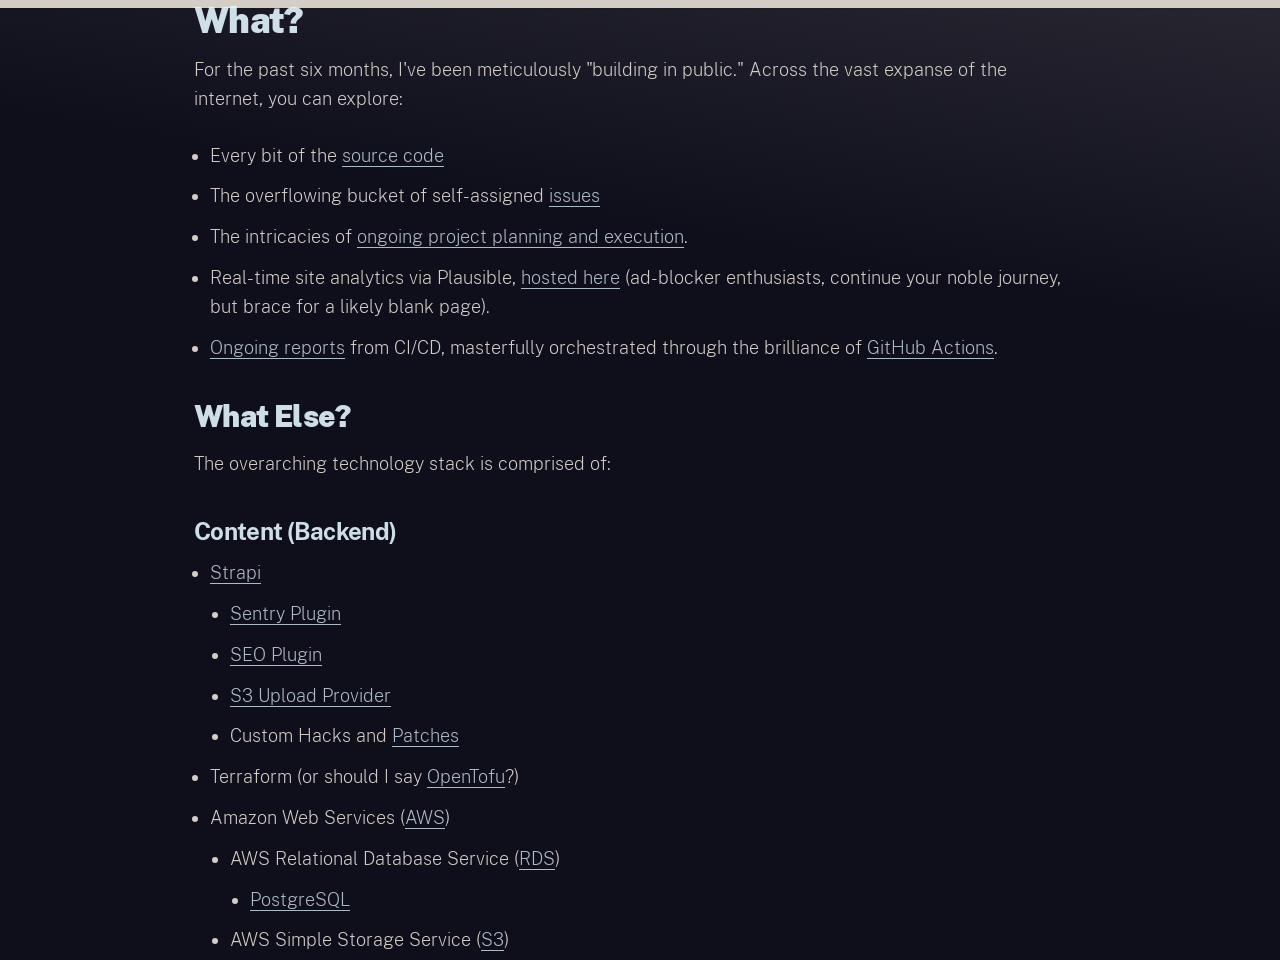 What?
For the past six months, I've been meticulously "building in public." Across the vast expanse of the
internet, you can explore:
Every bit of the source code
The overflowing bucket of self-assigned issues
The intricacies of ongoing project planning and execution.
Real-time site analytics via Plausible, hosted here (ad-blocker enthusiasts, continue your noble journey,
but brace for a likely blank page).
Ongoing reports from CI/CD, masterfully orchestrated through the brilliance of GitHub Actions.
What Else?
The overarching technology stack is comprised of:
Content (Backend)
Strapi
Sentry Plugin
SEO Plugin
S3 Upload Provider
Custom Hacks and Patches
Terraform (or should I say OpenTofu?)
Amazon Web Services (AWS)
AWS Relational Database Service (RDS)
PostgreSQL
AWS Simple Storage Service (S3)